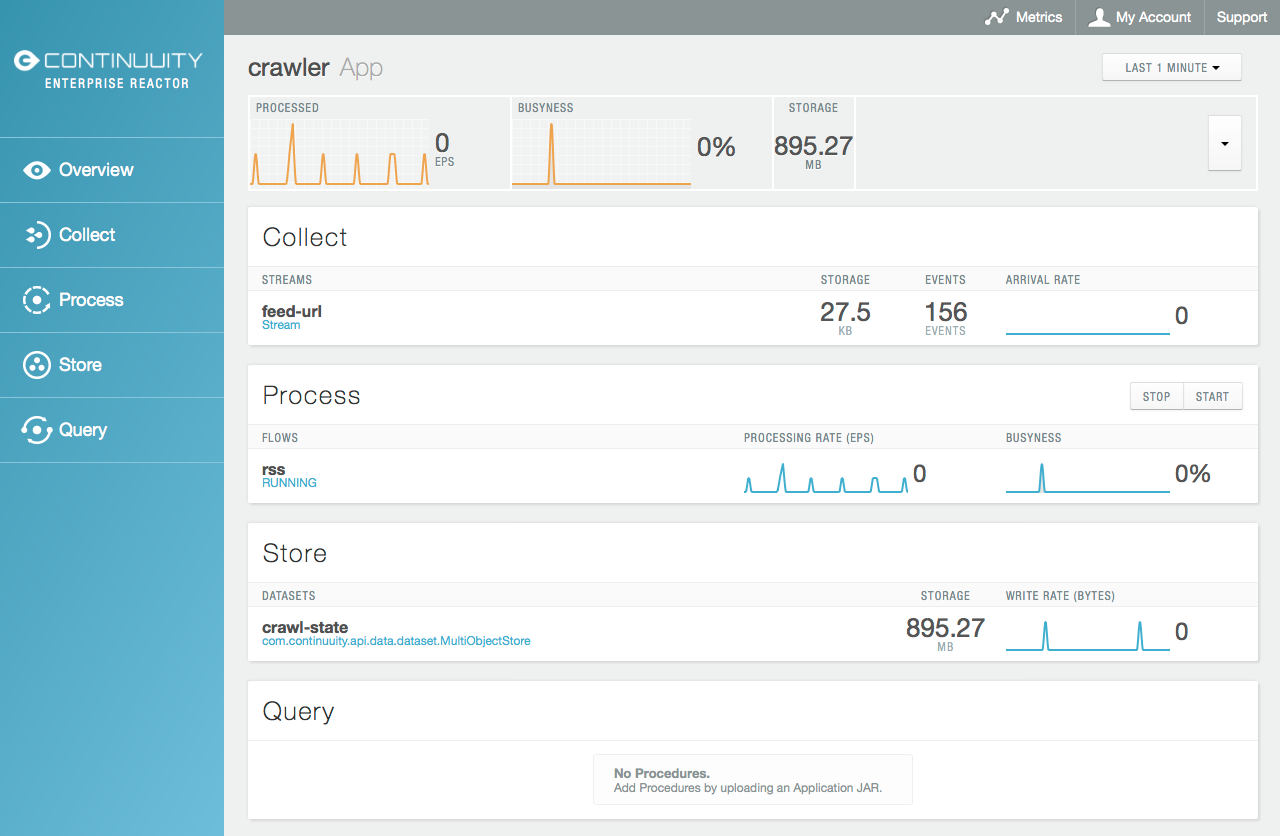 Metrics My Account Support
CONTINUUITY
ENTERPRISE REACTOR
Overview
Collect
Process
Store
Query
crawler App
LAST 1 MINUTE
PROCESSED BUSYNESS STORAGE
0 EPS 0% 895.27 MB
Collect
STREAMS STORAGE EVENTS ARRIVAL RATE
feed-url 27.5 156 0
Stream KB EVENTS
Process STOP START
FLOWS PROCESSING RATE (EPS) BUSYNESS
rss 0 0%
RUNNING
Store
DATASETS STORAGE WRITE RATE (BYTES)
crawl-state 895.27 0
com.continuuity.api.data.dataset.MultiObjectStore MB
Query
No Procedures.
Add Procedures by uploading an Application JAR.